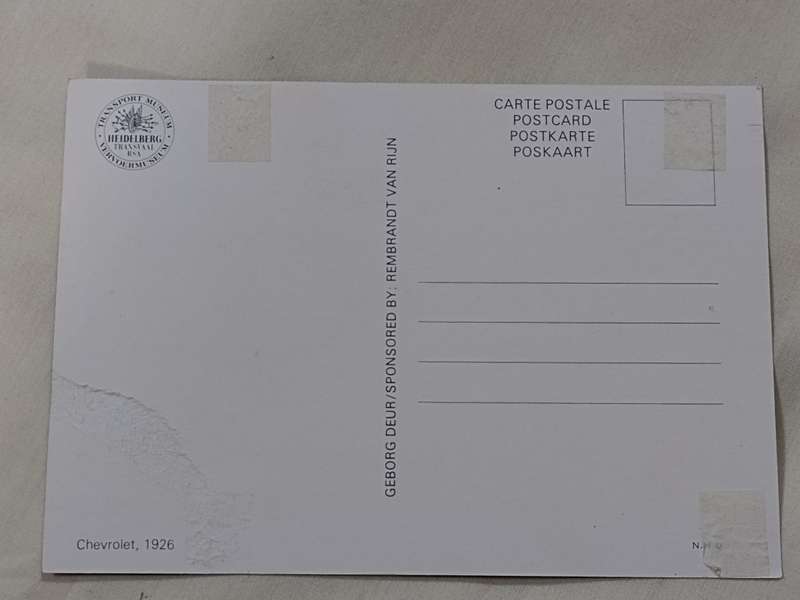 TRANSPORT MUSEUM
HEIDELBERG
TRANSVAAL
RSA
VERVOERMUSEUM
CARTE POSTALE
POSTCARD
POSTKARTE
POSKAART
GEBORG DEUR/SPONSORED BY: REMBRANDT VAN RIJN
Chevrolet, 1926